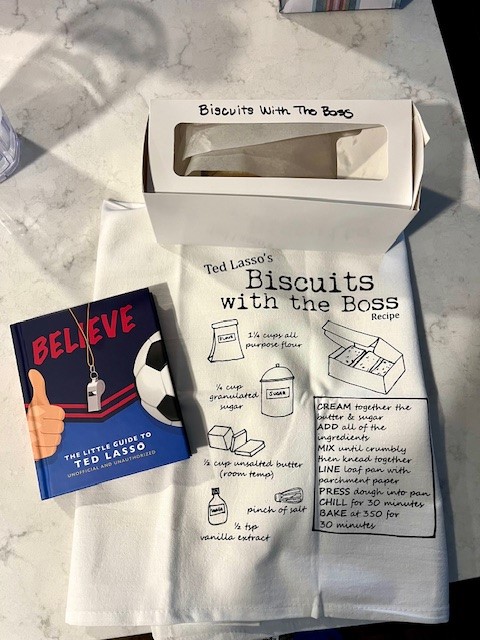 Biscuits With The Boss
Ted Lasso's
Biscuits
with the Boss
Recipe
FLOUR
1¼ cups all
purpose flour
granulated
sugar
SUGAR
½ cup unsalted butter
(room temp)
pinch of salt
½ tsp
vanilla extract
CREAM together the
butter & sugar
ADD all of the
ingredients
MIX until crumbly
then knead together
LINE loaf pan with
parchment paper
PRESS dough into pan
CHILL for 30 minutes
BAKE at 350 for
30 minutes
BELIEVE
THE LITTLE GUIDE TO
TED LASSO
UNOFFICIAL AND UNAUTHORIZED